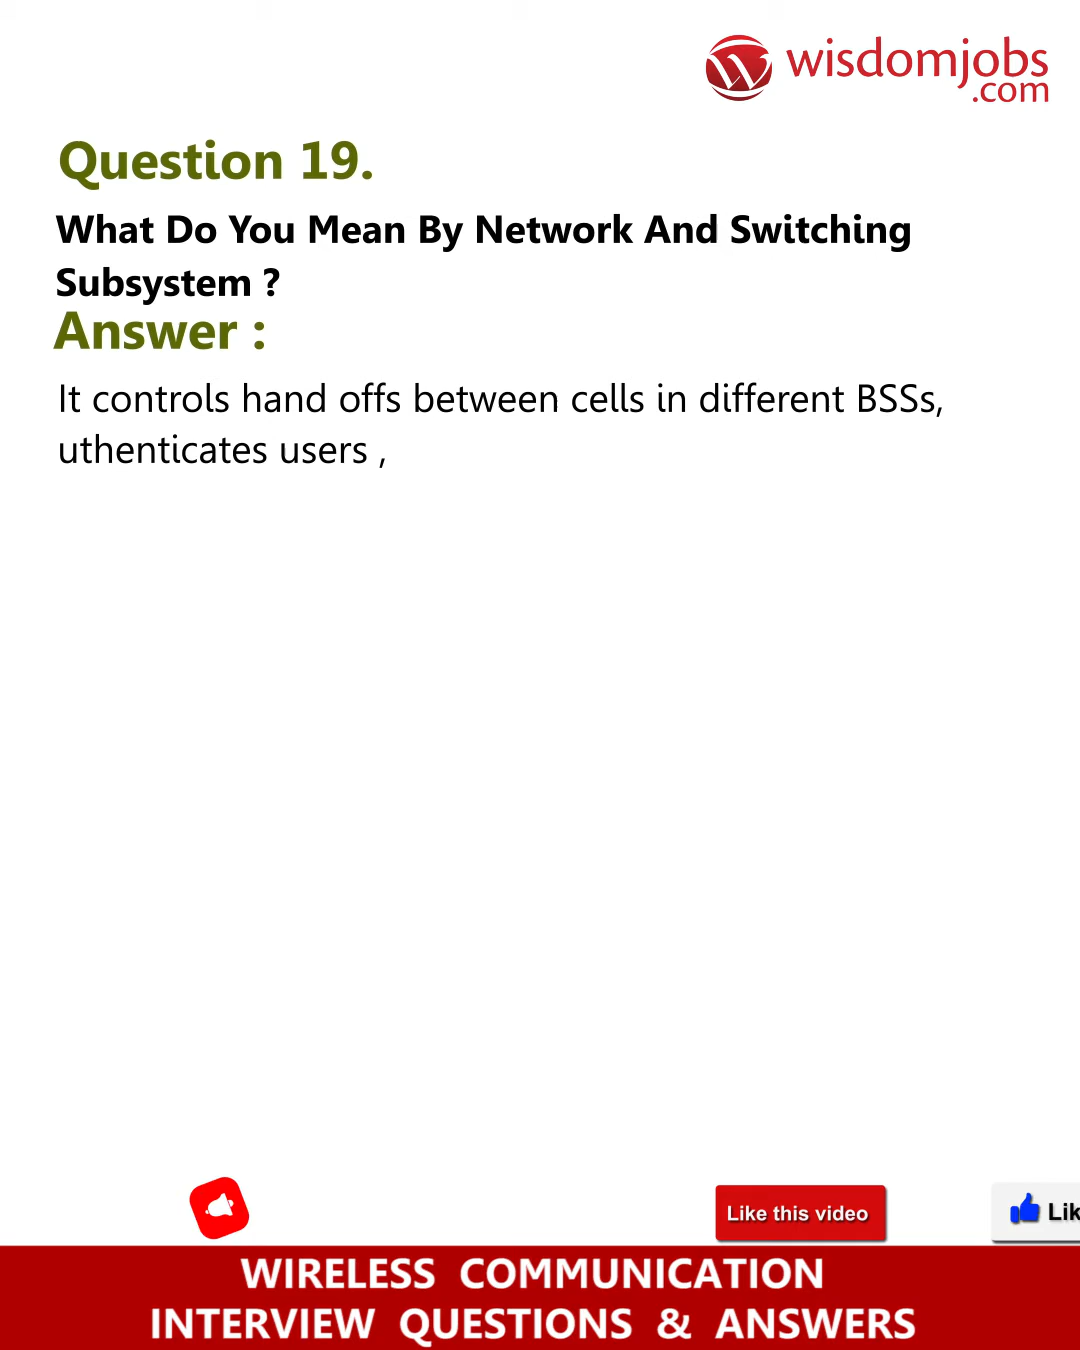 wisdomjobs
.com
Question 19.
What Do You Mean By Network And Switching
Subsystem ?
Answer :
It controls hand offs between cells in different BSSs,
uthenticates users ,
Like this video
Lik
WIRELESS COMMUNICATION
INTERVIEW QUESTIONS & ANSWERS